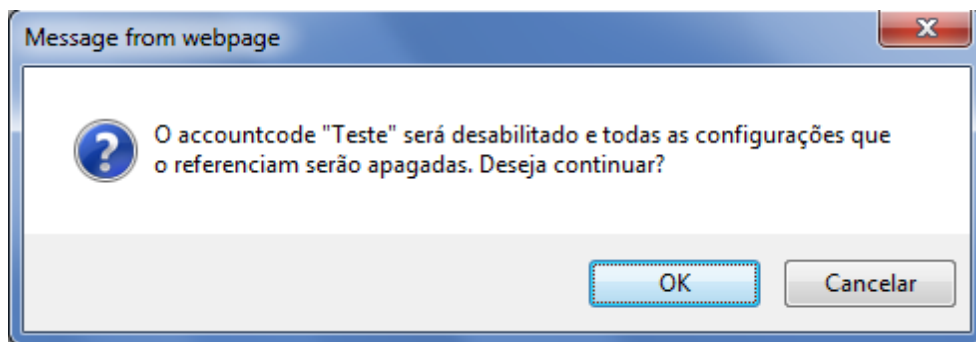 Message from webpage
O accountcode "Teste" será desabilitado e todas as configurações que
o referenciam serão apagadas. Deseja continuar?
OK
Cancelar